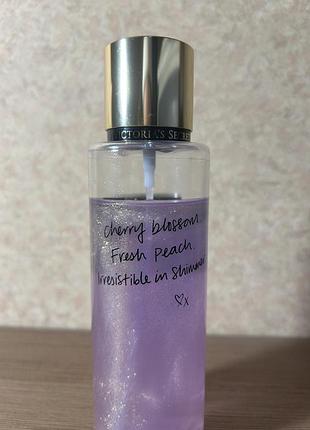 VICTORIA'S SECRET
Cherry blossom.
Fresh peach.
Irresistible in shimmer
♡x